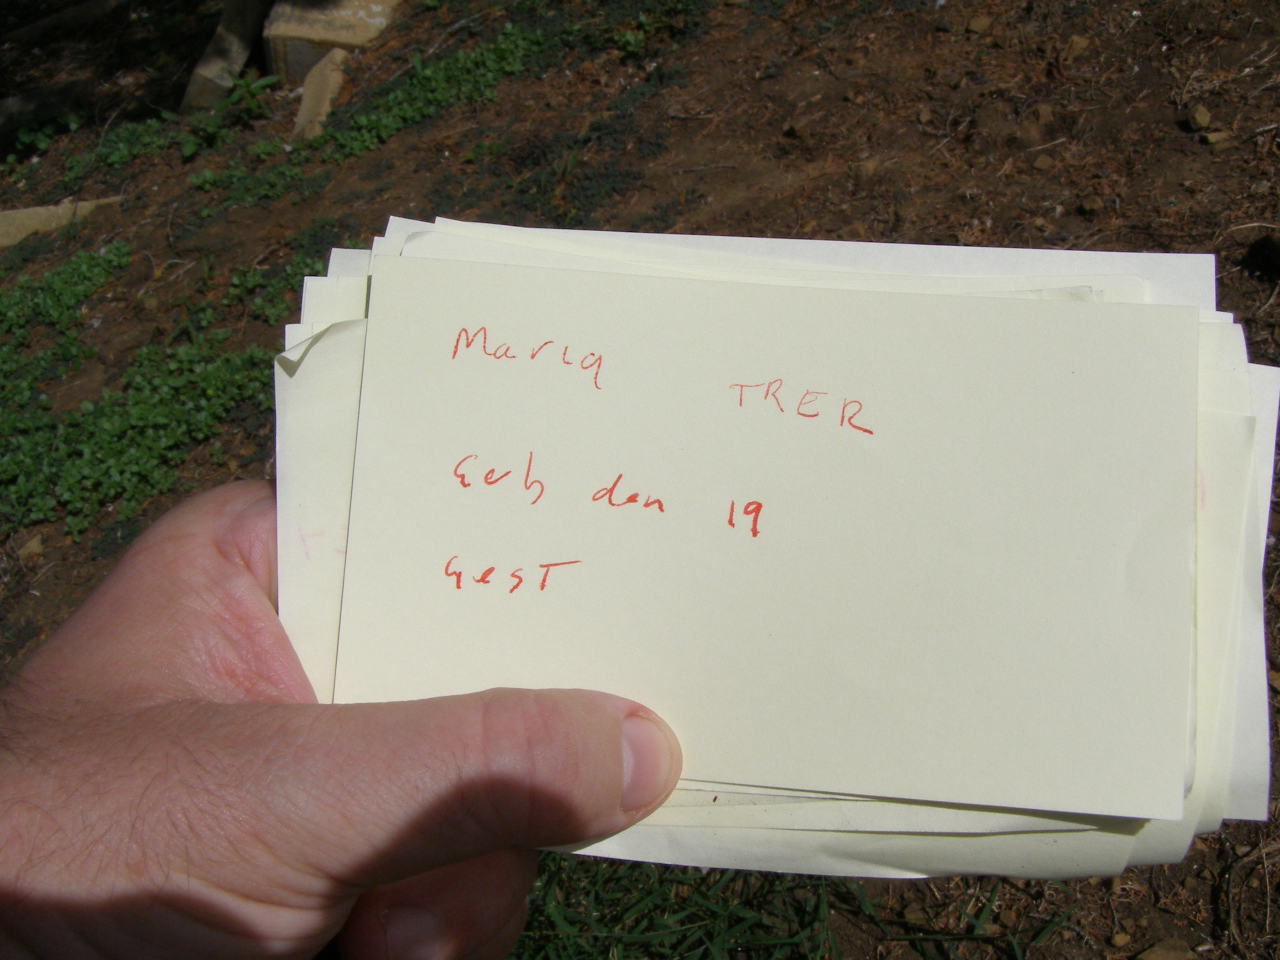 Maria TRER
Geb den 19
Gest